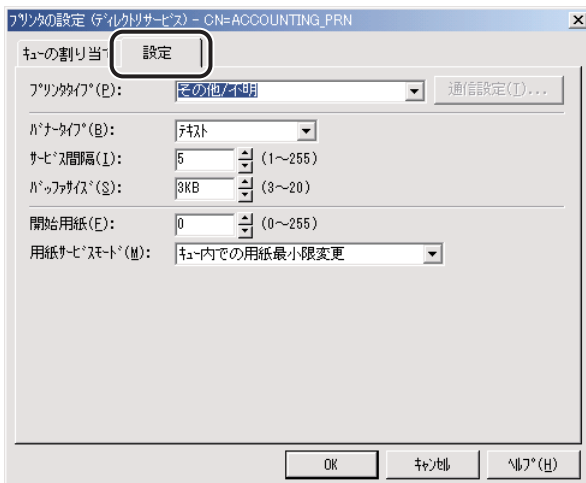 ﾌﾟﾘﾝﾀの設定 (ﾃﾞｨﾚｸﾄﾘｻｰﾋﾞｽ) - CN=ACCOUNTING_PRN
ｷｭｰの割り当て 設定
ﾌﾟﾘﾝﾀﾀｲﾌﾟ(P): その他/不明 通信設定(T)...
ﾊﾞﾅｰﾀｲﾌﾟ(B): ﾃｷｽﾄ
ｻｰﾋﾞｽ間隔(I): 5 (1～255)
ﾊﾞｯﾌｧｻｲｽﾞ(S): 3KB (3～20)
開始用紙(F): 0 (0～255)
用紙ｻｰﾋﾞｽﾓｰﾄﾞ(M): ｷｭｰ内での用紙最小限変更
OK ｷｬﾝｾﾙ ﾍﾙﾌﾟ(H)